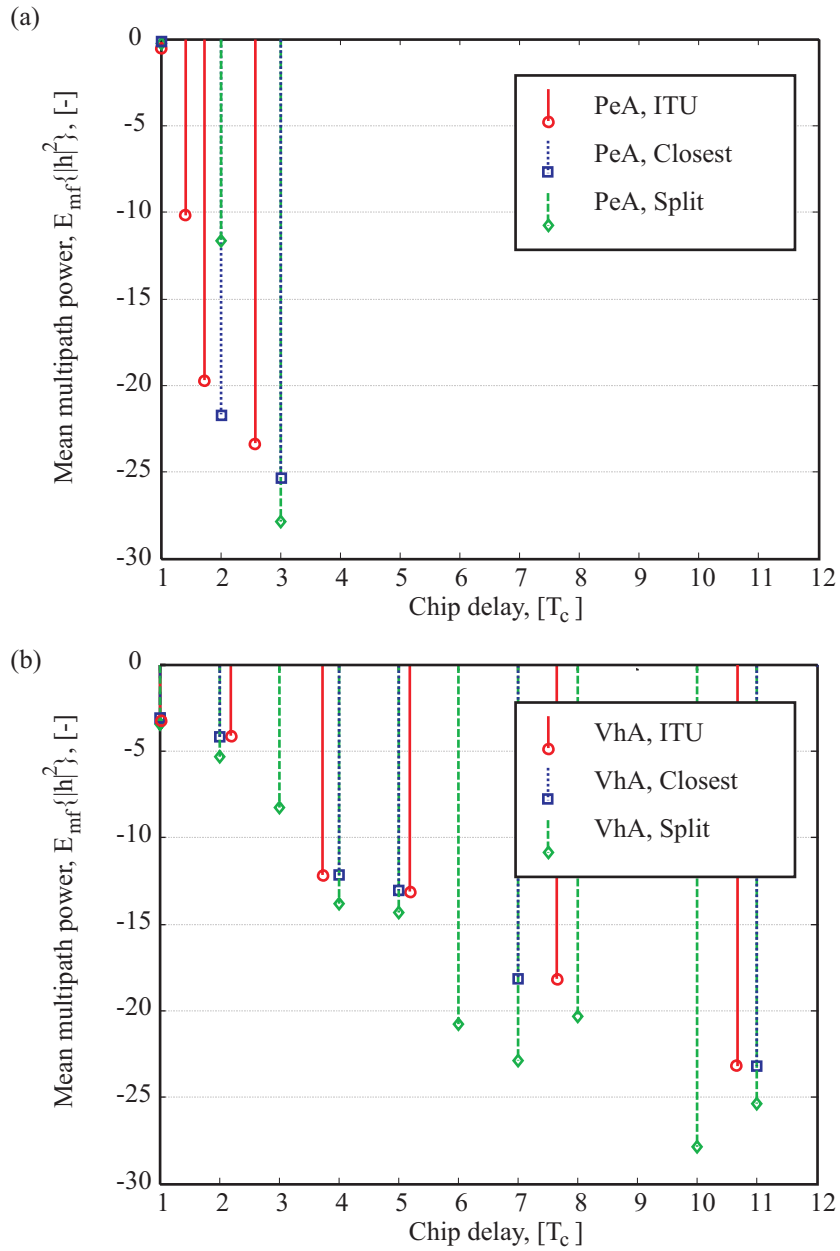 (a)
0
-5
-10
-15
-20
-25
-30
Mean multipath power, E_mf{|h|^2}, [-]
PeA, ITU
PeA, Closest
PeA, Split
1 2 3 4 5 6 7 8 9 10 11 12
Chip delay, [T_c]
(b)
0
-5
-10
-15
-20
-25
-30
Mean multipath power, E_mf{|h|^2}, [-]
VhA, ITU
VhA, Closest
VhA, Split
1 2 3 4 5 6 7 8 9 10 11 12
Chip delay, [T_c]